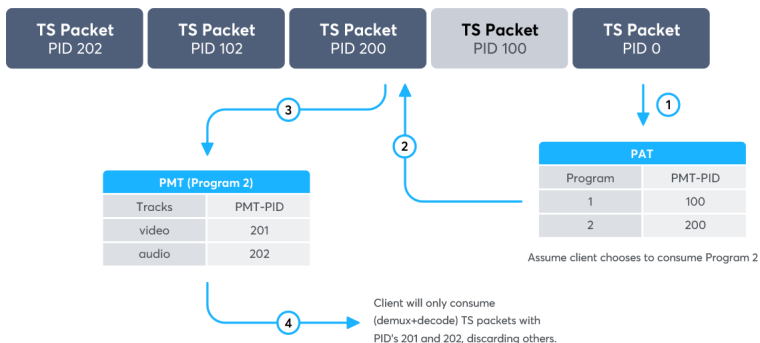 TS Packet
PID 202
TS Packet
PID 102
TS Packet
PID 200
TS Packet
PID 100
TS Packet
PID 0
1
2
3
PAT
Program PMT-PID
1 100
2 200
Assume client chooses to consume Program 2
PMT (Program 2)
Tracks PMT-PID
video 201
audio 202
4
Client will only consume
(demux+decode) TS packets with
PID's 201 and 202, discarding others.